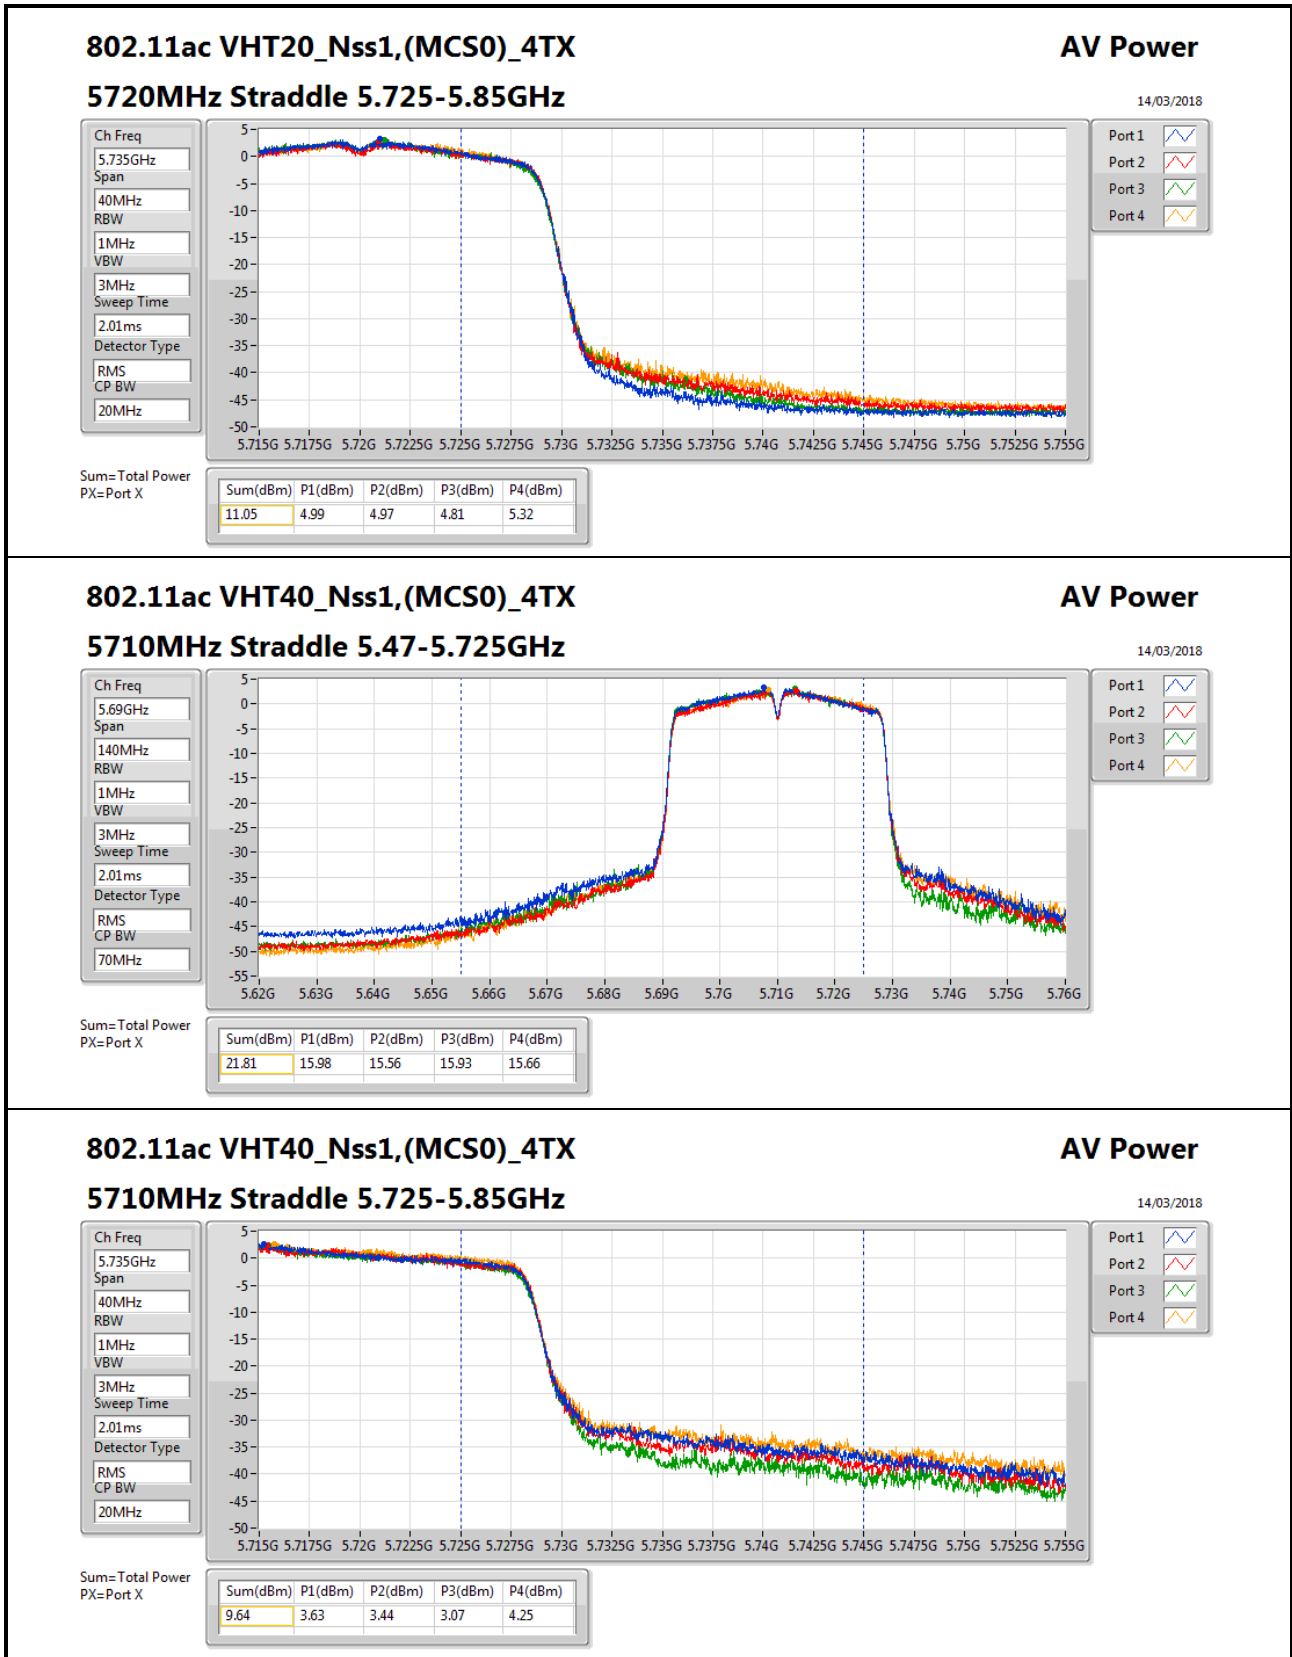 802.11ac VHT20_Nss1,(MCS0)_4TX AV Power
5720MHz Straddle 5.725-5.85GHz 14/03/2018
Ch Freq
5.735GHz
Span
40MHz
RBW
1MHz
VBW
3MHz
Sweep Time
2.01ms
Detector Type
RMS
CP BW
20MHz
5
0
-5
-10
-15
-20
-25
-30
-35
-40
-45
-50
5.715G 5.7175G 5.72G 5.7225G 5.725G 5.7275G 5.73G 5.7325G 5.735G 5.7375G 5.74G 5.7425G 5.745G 5.7475G 5.75G 5.7525G 5.755G
Port 1
Port 2
Port 3
Port 4
Sum=Total Power
PX=Port X
Sum(dBm) P1(dBm) P2(dBm) P3(dBm) P4(dBm)
11.05 4.99 4.97 4.81 5.32
802.11ac VHT40_Nss1,(MCS0)_4TX AV Power
5710MHz Straddle 5.47-5.725GHz 14/03/2018
Ch Freq
5.69GHz
Span
140MHz
RBW
1MHz
VBW
3MHz
Sweep Time
2.01ms
Detector Type
RMS
CP BW
70MHz
5
0
-5
-10
-15
-20
-25
-30
-35
-40
-45
-50
-55
5.62G 5.63G 5.64G 5.65G 5.66G 5.67G 5.68G 5.69G 5.7G 5.71G 5.72G 5.73G 5.74G 5.75G 5.76G
Port 1
Port 2
Port 3
Port 4
Sum=Total Power
PX=Port X
Sum(dBm) P1(dBm) P2(dBm) P3(dBm) P4(dBm)
21.81 15.98 15.56 15.93 15.66
802.11ac VHT40_Nss1,(MCS0)_4TX AV Power
5710MHz Straddle 5.725-5.85GHz 14/03/2018
Ch Freq
5.735GHz
Span
40MHz
RBW
1MHz
VBW
3MHz
Sweep Time
2.01ms
Detector Type
RMS
CP BW
20MHz
5
0
-5
-10
-15
-20
-25
-30
-35
-40
-45
-50
5.715G 5.7175G 5.72G 5.7225G 5.725G 5.7275G 5.73G 5.7325G 5.735G 5.7375G 5.74G 5.7425G 5.745G 5.7475G 5.75G 5.7525G 5.755G
Port 1
Port 2
Port 3
Port 4
Sum=Total Power
PX=Port X
Sum(dBm) P1(dBm) P2(dBm) P3(dBm) P4(dBm)
9.64 3.63 3.44 3.07 4.25